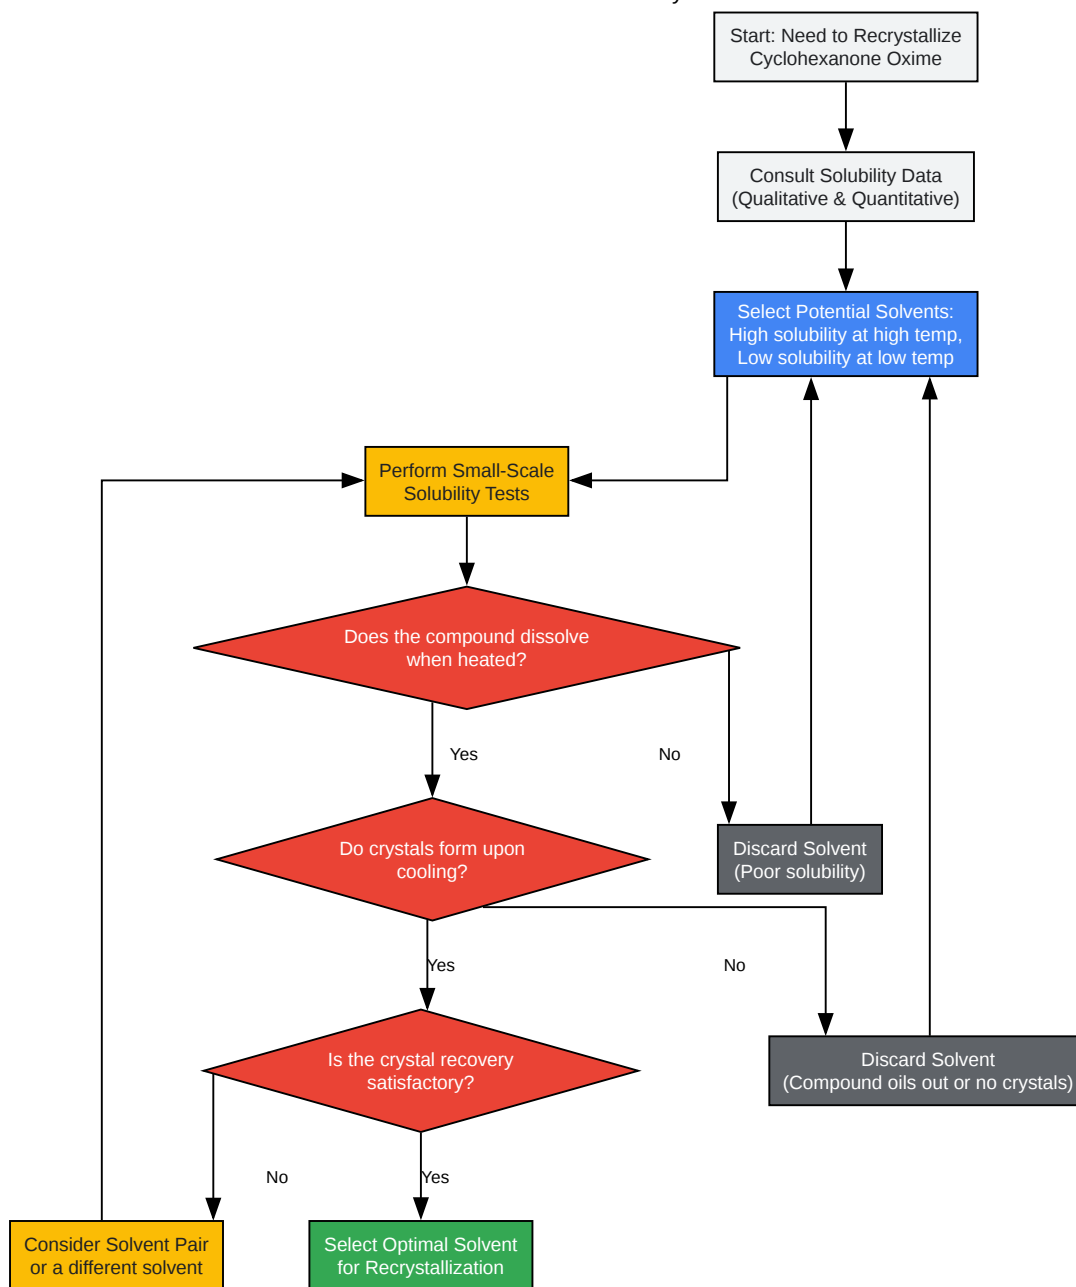 Start: Need to Recrystallize
Cyclohexanone Oxime
Consult Solubility Data
(Qualitative & Quantitative)
Select Potential Solvents:
High solubility at high temp,
Low solubility at low temp
Perform Small-Scale
Solubility Tests
Does the compound dissolve
when heated?
Yes
No
Do crystals form upon
cooling?
Discard Solvent
(Poor solubility)
Yes
No
Is the crystal recovery
satisfactory?
Discard Solvent
(Compound oils out or no crystals)
No
Yes
Consider Solvent Pair
or a different solvent
Select Optimal Solvent
for Recrystallization